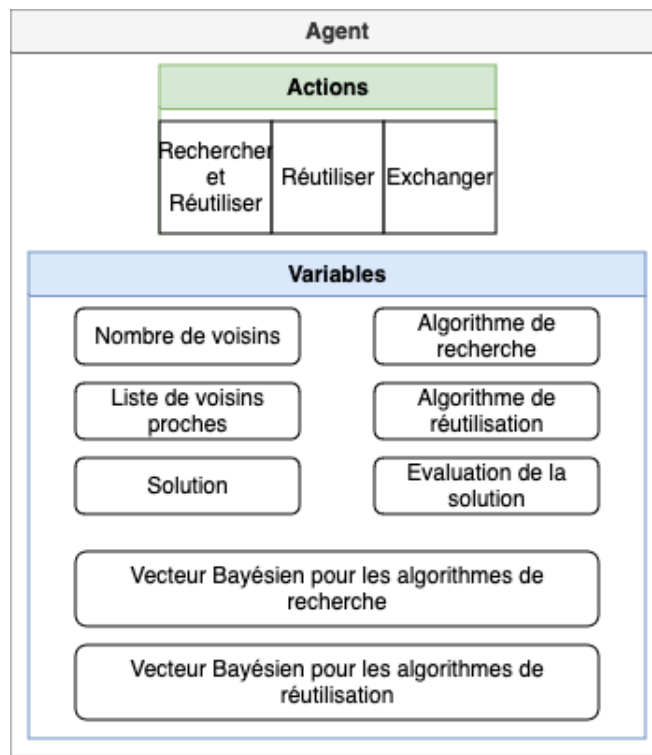 Agent
Actions
Rechercher
et
Réutiliser
Réutiliser
Exchanger
Variables
Nombre de voisins
Algorithme de
recherche
Liste de voisins
proches
Algorithme de
réutilisation
Solution
Evaluation de la
solution
Vecteur Bayésien pour les algorithmes de
recherche
Vecteur Bayésien pour les algorithmes de
réutilisation